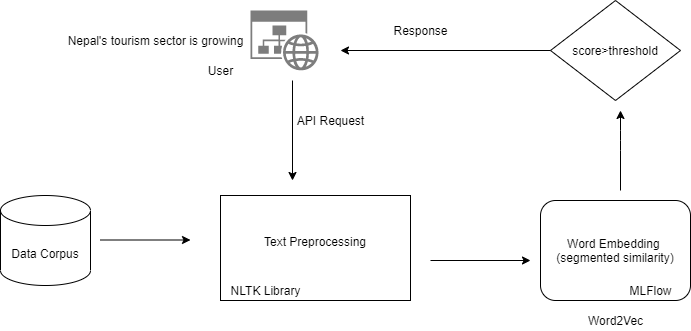 Response
score>threshold
Nepal's tourism sector is growing
User
API Request
Data Corpus
Text Preprocessing
NLTK Library
Word Embedding
(segmented similarity)
MLFlow
Word2Vec